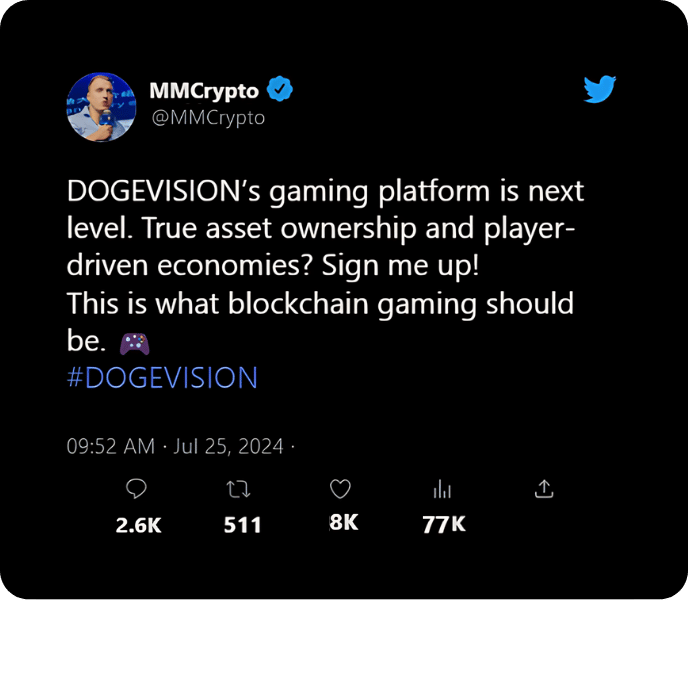 MMCrypto
@MMCrypto
DOGEVISION’s gaming platform is next
level. True asset ownership and player-
driven economies? Sign me up!
This is what blockchain gaming should
be. 🎮
#DOGEVISION
09:52 AM · Jul 25, 2024 ·
2.6K 511 8K 77K